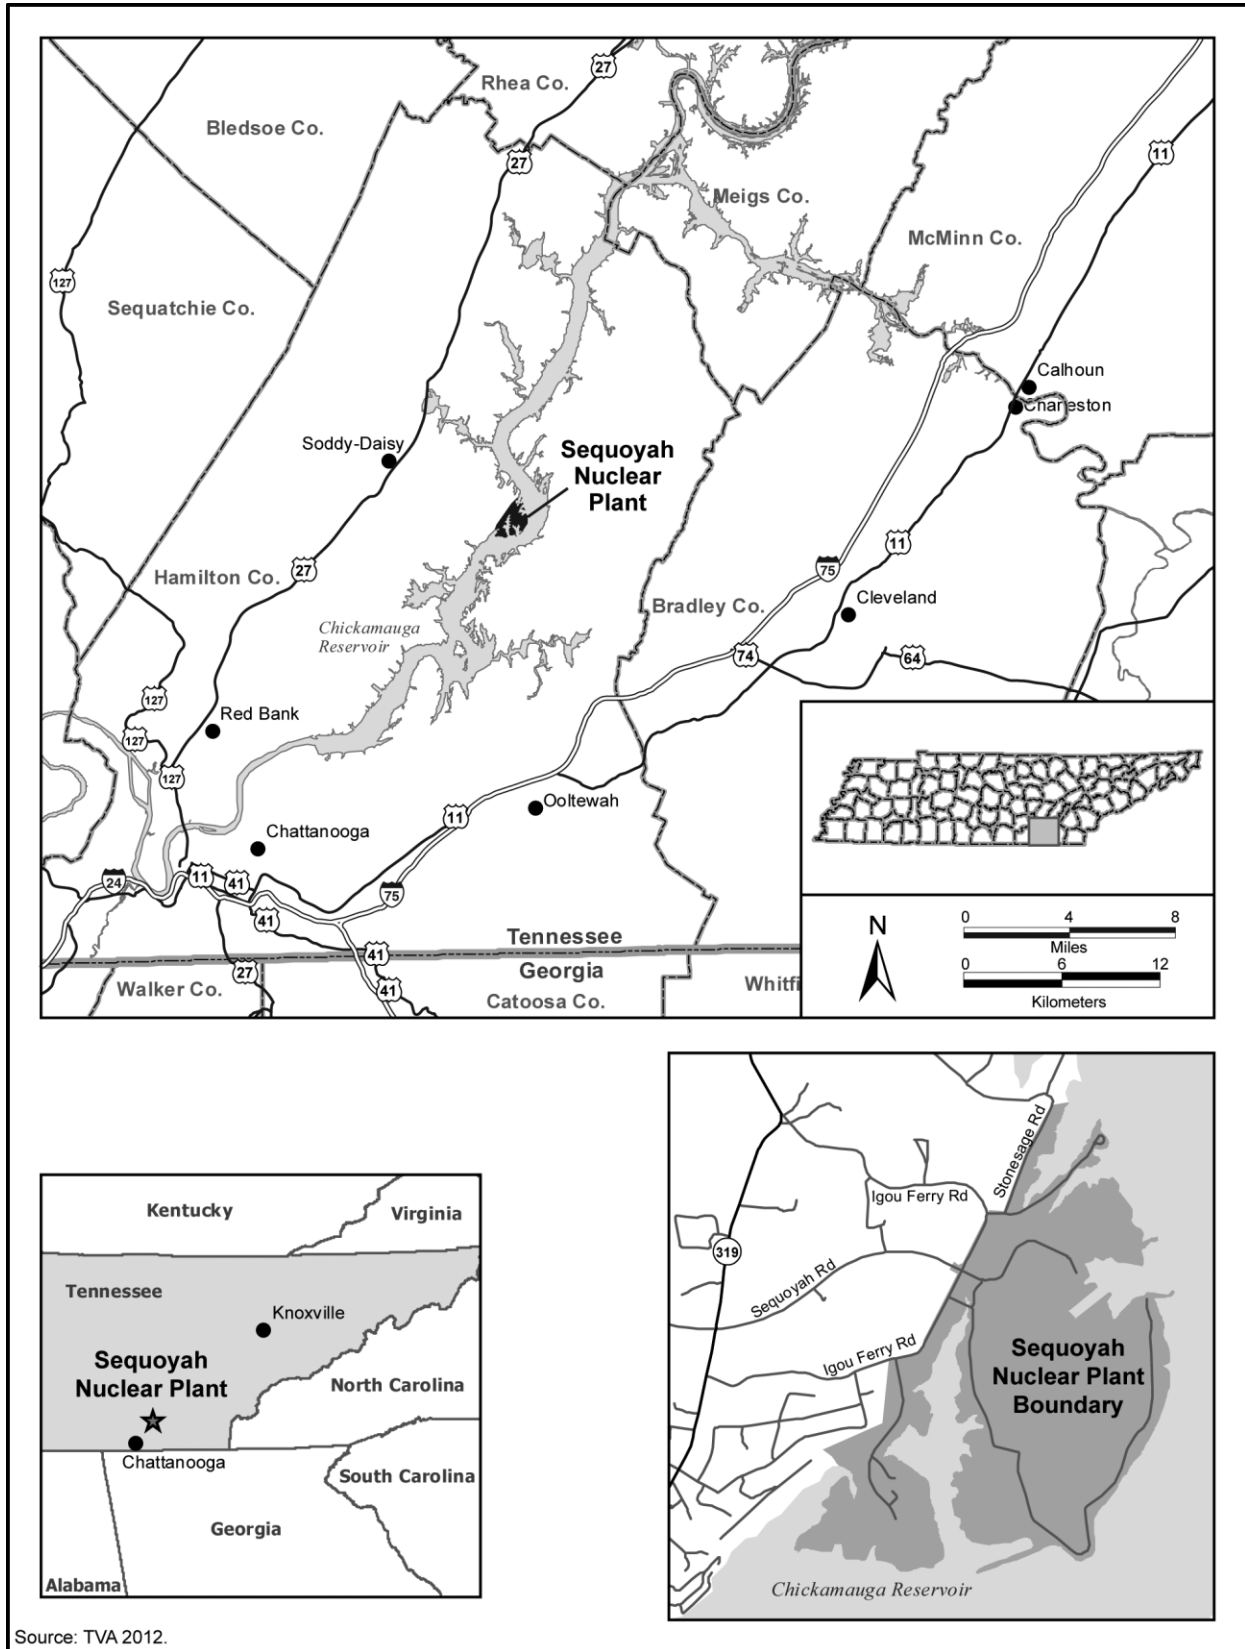 Rhea Co.
27
Bledsoe Co.
27
11
Meigs Co.
McMinn Co.
127
Sequatchie Co.
Calhoun
Charleston
Soddy-Daisy
Sequoyah
Nuclear
Plant
11
27
75
Hamilton Co.
Bradley Co.
Cleveland
Chickamauga
Reservoir
74
64
127
Red Bank
127
127
Ooltewah
11
Chattanooga
24
11
41
75
41
Tennessee
41
Georgia
27
Walker Co.
41
Catoosa Co.
Whitfi
N
0 4 8
Miles
0 6 12
Kilometers
Kentucky
Virginia
Tennessee
Knoxville
Sequoyah
Nuclear Plant
North Carolina
Chattanooga
South Carolina
Georgia
Alabama
Stonesage Rd
Igou Ferry Rd
319
Sequoyah Rd
Igou Ferry Rd
Sequoyah
Nuclear Plant
Boundary
Chickamauga Reservoir
Source: TVA 2012.